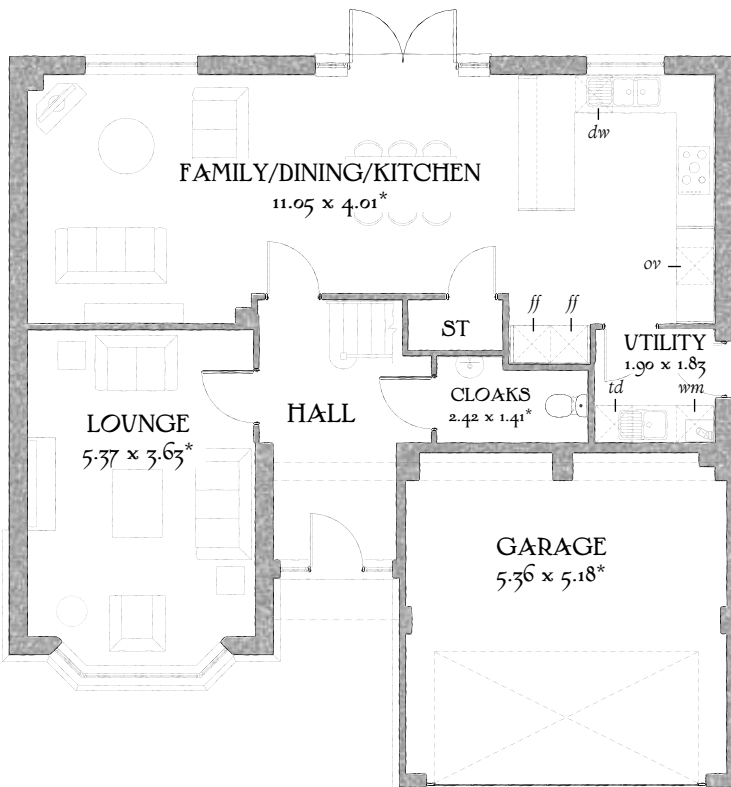 dw
FAMILY/DINING/KITCHEN
11.05 x 4.01*
ov
ff ff
ST
UTILITY
1.90 x 1.83
td wm
CLOAKS
2.42 x 1.41*
LOUNGE
5.37 x 3.63*
HALL
GARAGE
5.36 x 5.18*